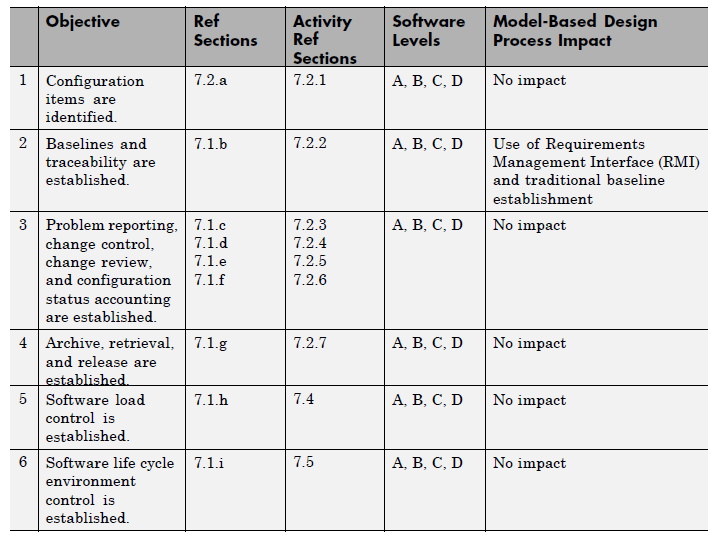 Objective Ref Sections Activity Ref Sections Software Levels Model-Based Design Process Impact
1 Configuration items are identified. 7.2.a 7.2.1 A, B, C, D No impact
2 Baselines and traceability are established. 7.1.b 7.2.2 A, B, C, D Use of Requirements Management Interface (RMI) and traditional baseline establishment
3 Problem reporting, change control, change review, and configuration status accounting are established. 7.1.c 7.1.d 7.1.e 7.1.f 7.2.3 7.2.4 7.2.5 7.2.6 A, B, C, D No impact
4 Archive, retrieval, and release are established. 7.1.g 7.2.7 A, B, C, D No impact
5 Software load control is established. 7.1.h 7.4 A, B, C, D No impact
6 Software life cycle environment control is established. 7.1.i 7.5 A, B, C, D No impact